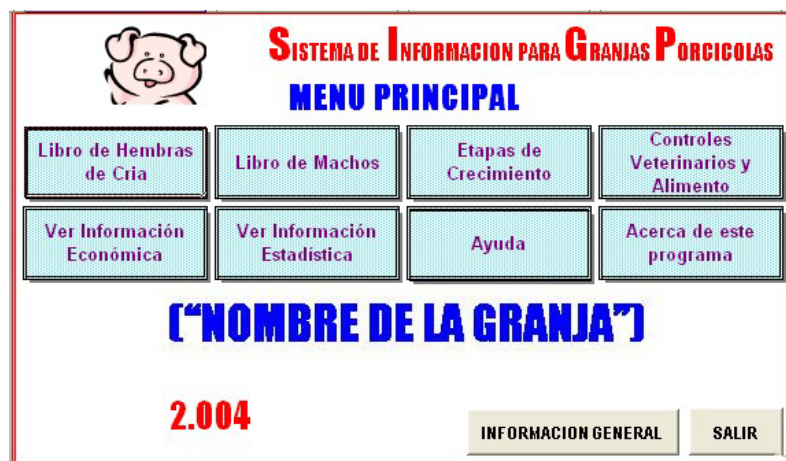 SISTEMA DE INFORMACION PARA GRANJAS PORCICOLAS
MENU PRINCIPAL
Libro de Hembras
de Cria
Libro de Machos
Etapas de
Crecimiento
Controles
Veterinarios y
Alimento
Ver Información
Económica
Ver Información
Estadística
Ayuda
Acerca de este
programa
(“NOMBRE DE LA GRANJA”)
2.004
INFORMACION GENERAL
SALIR